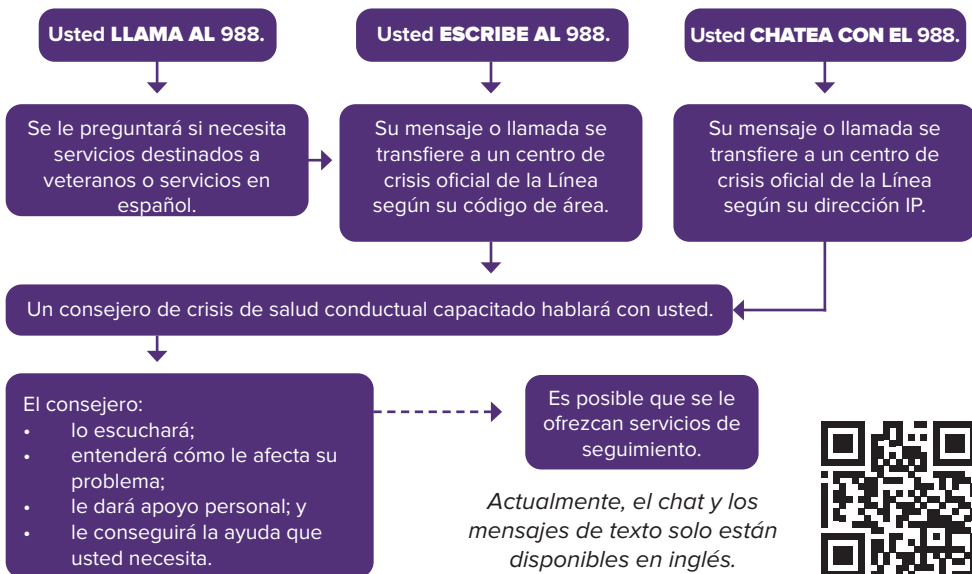 Usted LLAMA AL 988.
Usted ESCRIBE AL 988.
Usted CHATEA CON EL 988.
Se le preguntará si necesita
servicios destinados a
veteranos o servicios en
español.
Su mensaje o llamada se
transfiere a un centro de
crisis oficial de la Línea
según su código de área.
Su mensaje o llamada se
transfiere a un centro de
crisis oficial de la Línea
según su dirección IP.
Un consejero de crisis de salud conductual capacitado hablará con usted.
El consejero:
• lo escuchará;
• entenderá cómo le afecta su
problema;
• le dará apoyo personal; y
• le conseguirá la ayuda que
usted necesita.
Es posible que se le
ofrezcan servicios de
seguimiento.
Actualmente, el chat y los
mensajes de texto solo están
disponibles en inglés.